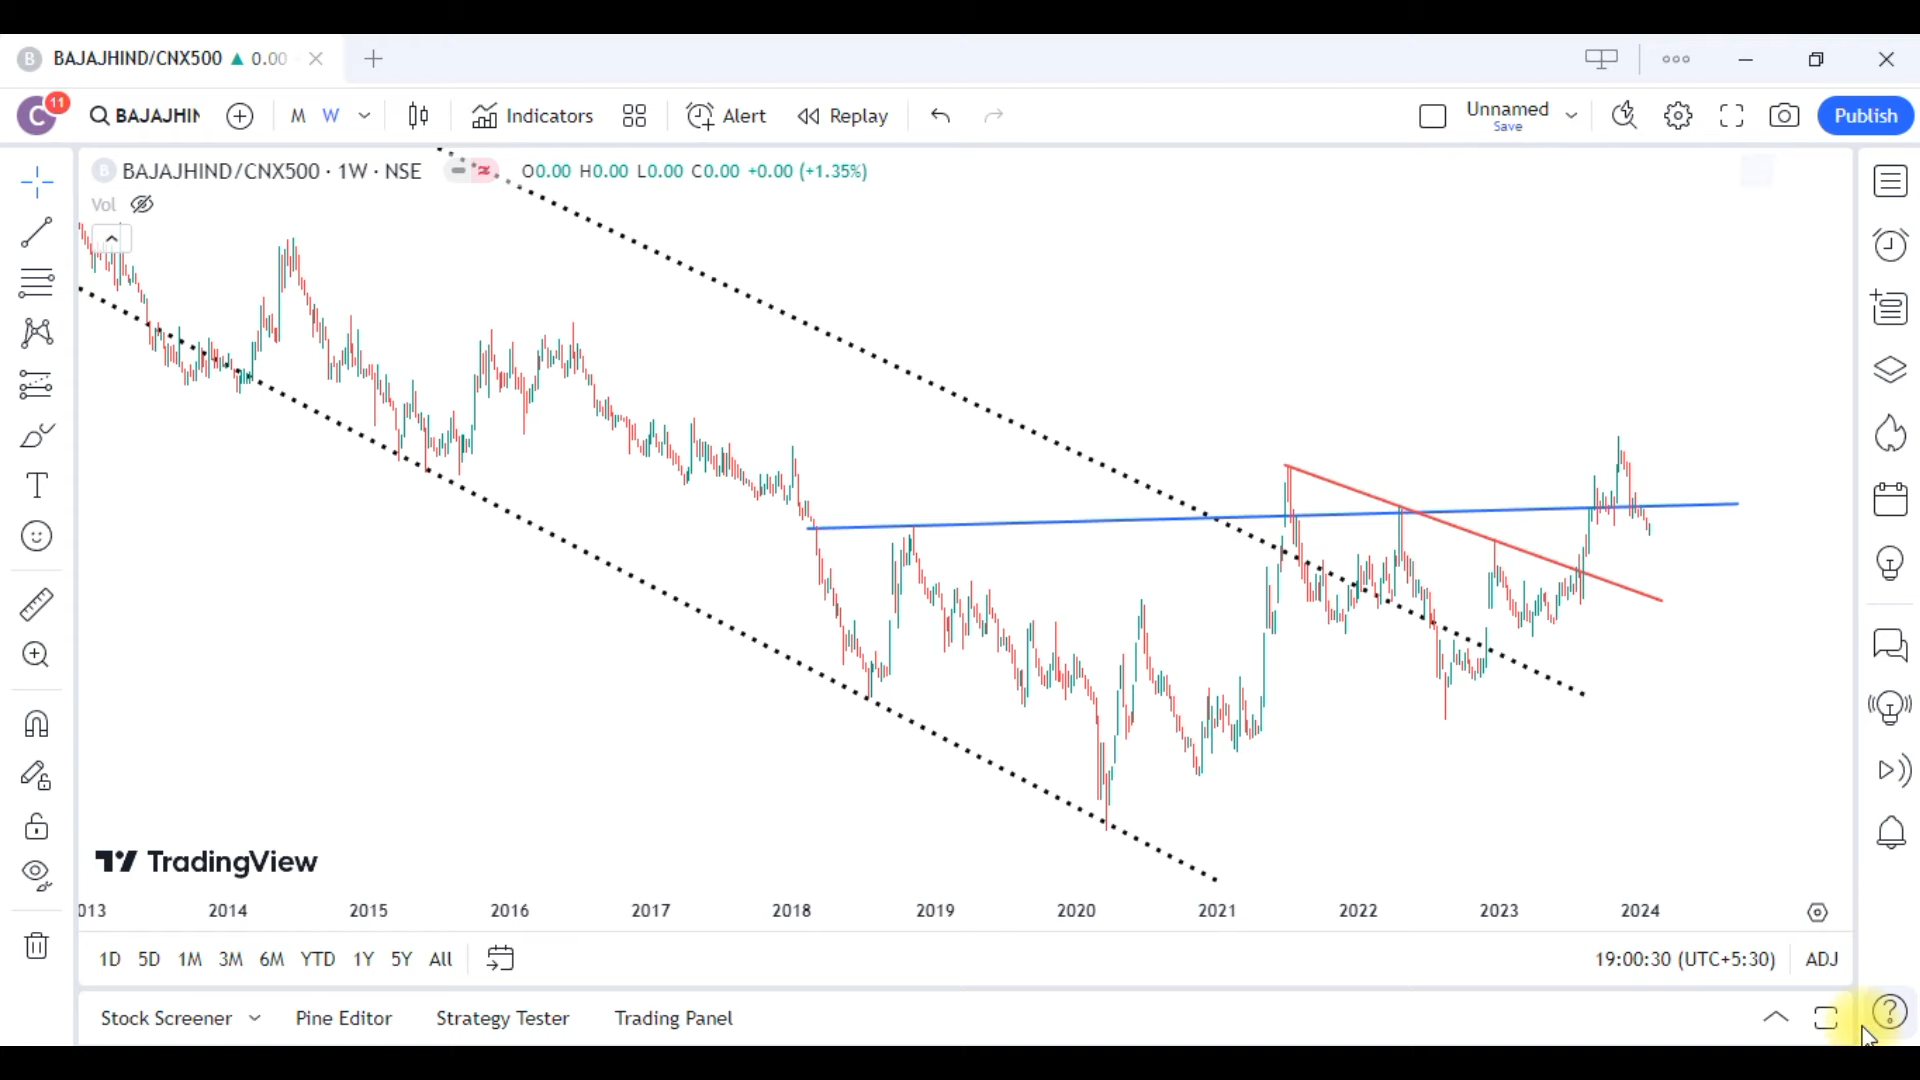 B BAJAJHIND/CNX500 ▲ 0.00
C 11 BAJAJHIN M W Indicators Alert Replay Unnamed Save Publish
B BAJAJHIND/CNX500 · 1W · NSE O0.00 H0.00 L0.00 C0.00 +0.00 (+1.35%)
Vol
TradingView
013 2014 2015 2016 2017 2018 2019 2020 2021 2022 2023 2024
1D 5D 1M 3M 6M YTD 1Y 5Y All 19:00:30 (UTC+5:30) ADJ
Stock Screener Pine Editor Strategy Tester Trading Panel